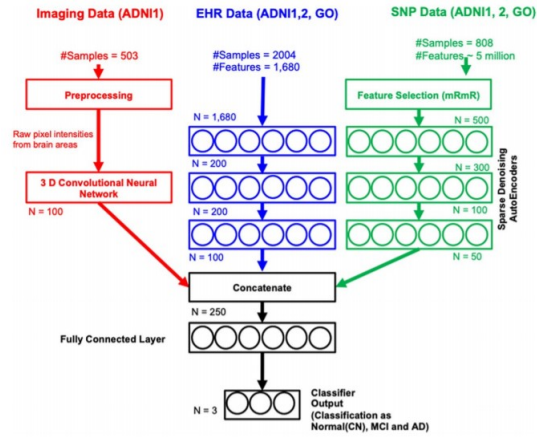 Imaging Data (ADNI1)
#Samples = 503
Preprocessing
Raw pixel intensities
from brain areas
3 D Convolutional Neural
Network
N = 100
EHR Data (ADNI1,2, GO)
#Samples = 2004
#Features = 1,680
N = 1,680
N = 200
N = 200
N = 100
SNP Data (ADNI1, 2, GO)
#Samples = 808
#Features ~ 5 million
Feature Selection (mRmR)
N = 500
N = 300
N = 100
N = 50
Sparse Denoising
AutoEncoders
Concatenate
N = 250
Fully Connected Layer
N = 3
Classifier
Output
(Classification as
Normal(CN), MCI and AD)